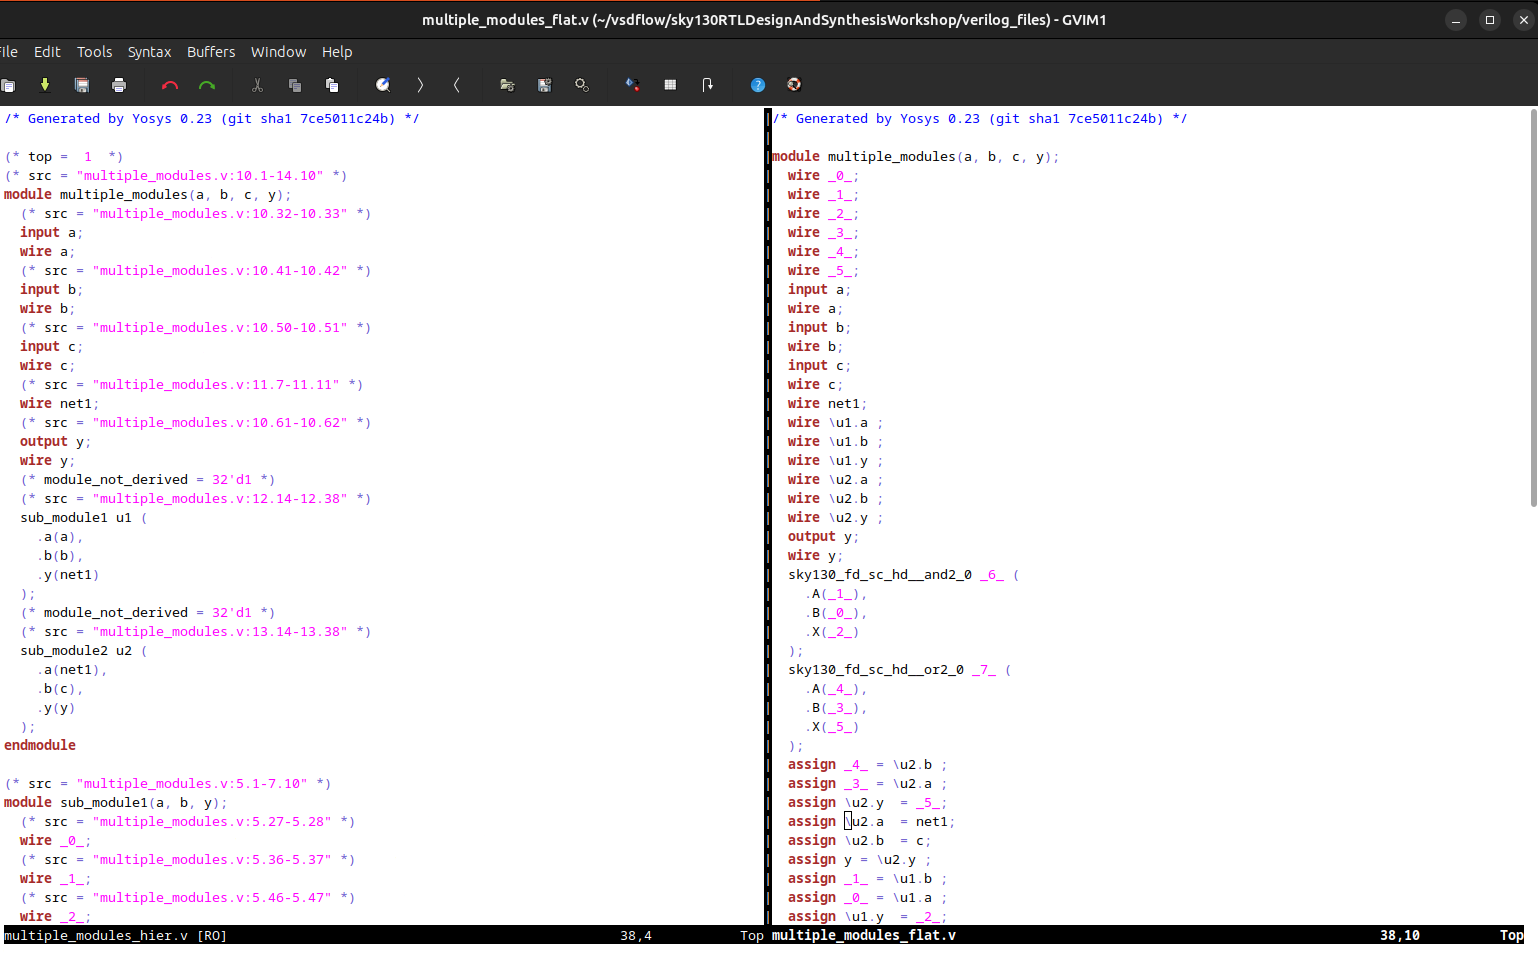 multiple_modules_flat.v (~/vsdflow/sky130RTLDesignAndSynthesisWorkshop/verilog_files) - GVIM1
File Edit Tools Syntax Buffers Window Help
/* Generated by Yosys 0.23 (git sha1 7ce5011c24b) */
(* top =  1  *)
(* src = "multiple_modules.v:10.1-14.10" *)
module multiple_modules(a, b, c, y);
  (* src = "multiple_modules.v:10.32-10.33" *)
  input a;
  wire a;
  (* src = "multiple_modules.v:10.41-10.42" *)
  input b;
  wire b;
  (* src = "multiple_modules.v:10.50-10.51" *)
  input c;
  wire c;
  (* src = "multiple_modules.v:11.7-11.11" *)
  wire net1;
  (* src = "multiple_modules.v:10.61-10.62" *)
  output y;
  wire y;
  (* module_not_derived = 32'd1 *)
  (* src = "multiple_modules.v:12.14-12.38" *)
  sub_module1 u1 (
    .a(a),
    .b(b),
    .y(net1)
  );
  (* module_not_derived = 32'd1 *)
  (* src = "multiple_modules.v:13.14-13.38" *)
  sub_module2 u2 (
    .a(net1),
    .b(c),
    .y(y)
  );
endmodule
(* src = "multiple_modules.v:5.1-7.10" *)
module sub_module1(a, b, y);
  (* src = "multiple_modules.v:5.27-5.28" *)
  wire _0_;
  (* src = "multiple_modules.v:5.36-5.37" *)
  wire _1_;
  (* src = "multiple_modules.v:5.46-5.47" *)
  wire _2_;
multiple_modules_hier.v [RO] 38,4 Top
/* Generated by Yosys 0.23 (git sha1 7ce5011c24b) */
module multiple_modules(a, b, c, y);
  wire _0_;
  wire _1_;
  wire _2_;
  wire _3_;
  wire _4_;
  wire _5_;
  input a;
  wire a;
  input b;
  wire b;
  input c;
  wire c;
  wire net1;
  wire \u1.a ;
  wire \u1.b ;
  wire \u1.y ;
  wire \u2.a ;
  wire \u2.b ;
  wire \u2.y ;
  output y;
  wire y;
  sky130_fd_sc_hd__and2_0 _6_ (
    .A(_1_),
    .B(_0_),
    .X(_2_)
  );
  sky130_fd_sc_hd__or2_0 _7_ (
    .A(_4_),
    .B(_3_),
    .X(_5_)
  );
  assign _4_ = \u2.b ;
  assign _3_ = \u2.a ;
  assign \u2.y  = _5_;
  assign \u2.a  = net1;
  assign \u2.b  = c;
  assign y = \u2.y ;
  assign _1_ = \u1.b ;
  assign _0_ = \u1.a ;
  assign \u1.y  = _2_;
multiple_modules_flat.v 38,10 Top